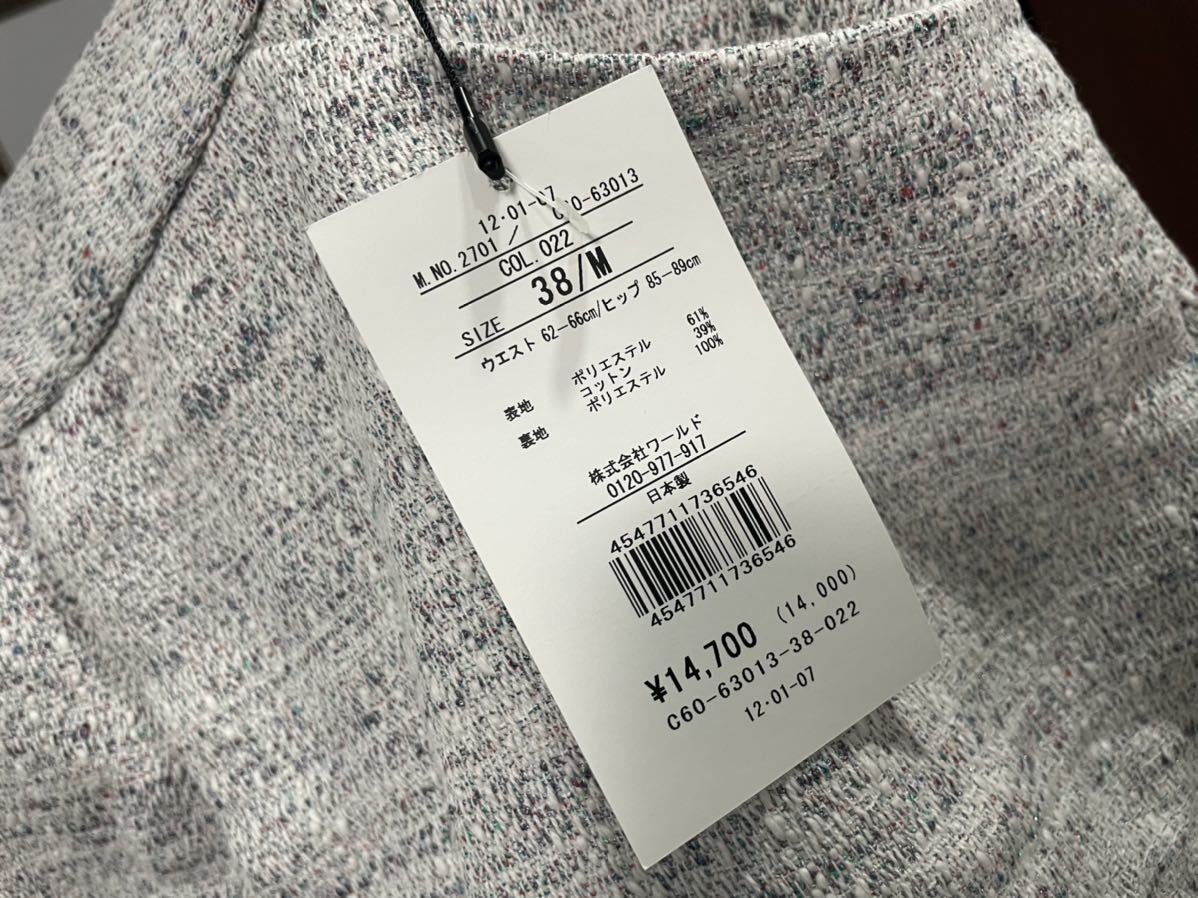 12・01-07
M.NO.2701 / C60-63013
COL.022
SIZE 38/M
ウエスト 62－66cm/ヒップ 85－89cm
表地 ポリエステル 61%
コットン 39%
裏地 ポリエステル 100%
株式会社ワールド
0120-977-917
日本製
4547711736546
4547711736546
¥14,700 (14,000)
C60-63013-38-022
12・01-07